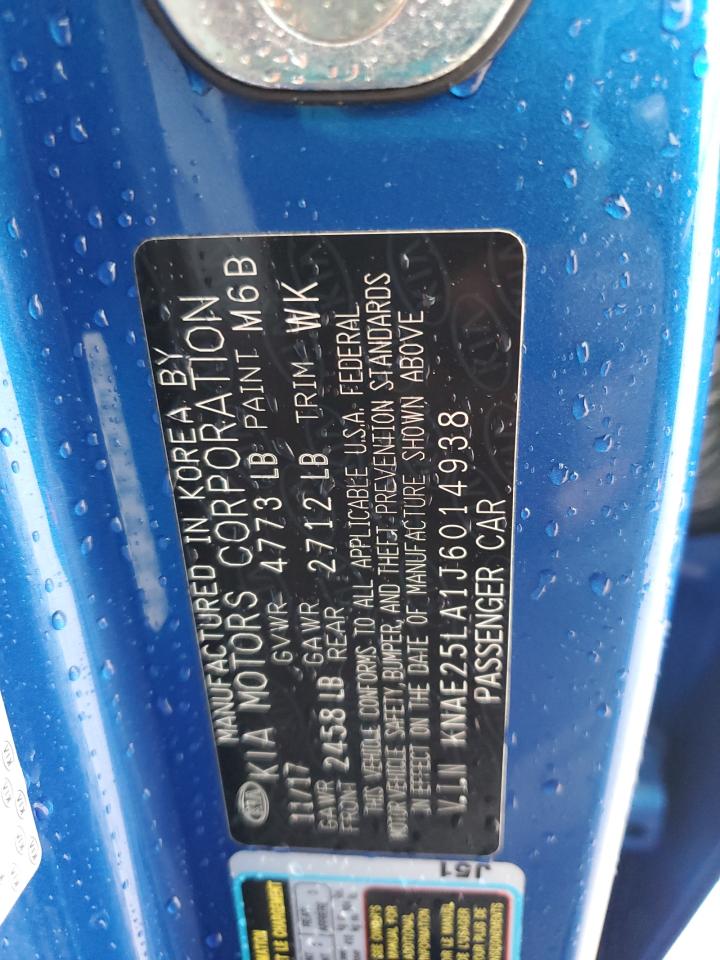 MANUFACTURED IN KOREA BY
KIA KIA MOTORS CORPORATION
11/17 GVWR 4773 LB PAINT M6B
GAWR FRONT 2458 LB GAWR REAR 2712 LB TRIM WK
THIS VEHICLE CONFORMS TO ALL APPLICABLE U.S.A. FEDERAL
MOTOR VEHICLE SAFETY, BUMPER, AND THEFT PREVENTION STANDARDS
IN EFFECT ON THE DATE OF MANUFACTURE SHOWN ABOVE
V.I.N KNAE25LA1J6014938
PASSENGER CAR
J51